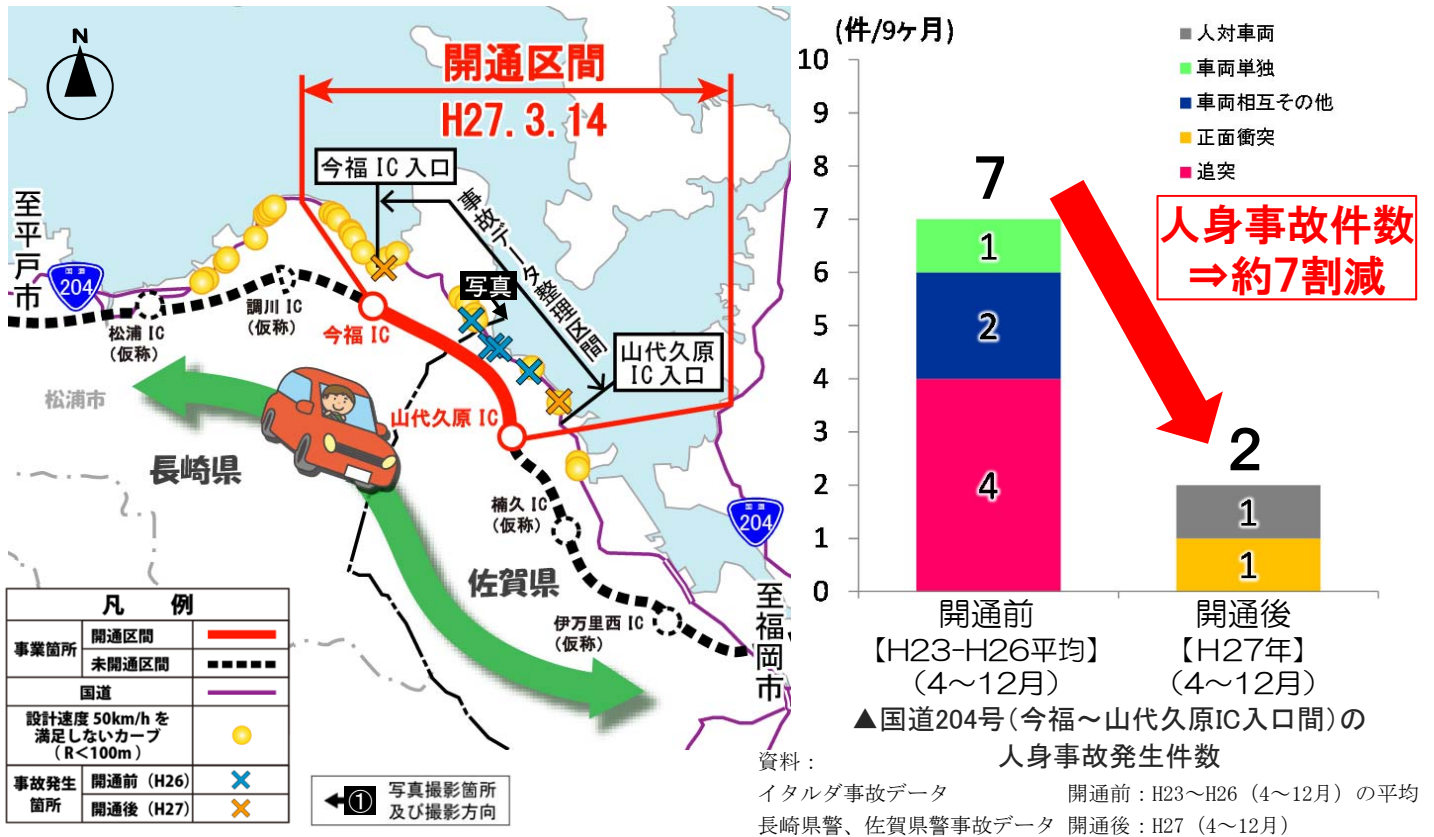 N
開通区間
H27.3.14
今福 IC 入口
事故データ整理区間
写真
山代久原
IC 入口
至平戸市
国道
204
松浦 IC
(仮称)
調川 IC
(仮称)
今福 IC
山代久原 IC
松浦市
長崎県
佐賀県
楠久 IC
(仮称)
伊万里西 IC
(仮称)
国道
204
至福岡市
凡 例
事業箇所
開通区間
未開通区間
国道
設計速度 50km/h を
満足しないカーブ
(R<100m)
事故発生
箇所
開通前(H26)
開通後(H27)
① 写真撮影箇所
及び撮影方向
(件/9ヶ月)
人対車両
車両単独
車両相互その他
正面衝突
追突
10
9
8
7
6
5
4
3
2
1
0
7
1
2
4
人身事故件数
⇒約7割減
2
1
1
開通前
【H23-H26平均】
(4~12月)
開通後
【H27年】
(4~12月)
▲国道204号(今福~山代久原IC入口間)の
人身事故発生件数
資料:
イタルダ事故データ 開通前:H23~H26(4~12月)の平均
長崎県警、佐賀県警事故データ 開通後:H27(4~12月)